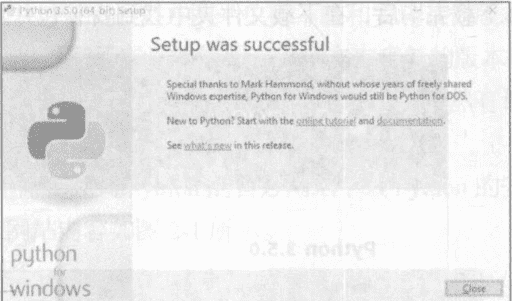 Python 3.5.0 (64-bit) Setup
Setup was successful
Special thanks to Mark Hammond, without whose years of freely shared
Windows expertise, Python for Windows would still be Python for DOS.
New to Python? Start with the online tutorial and documentation.
See what's new in this release.
python
for
windows
Close